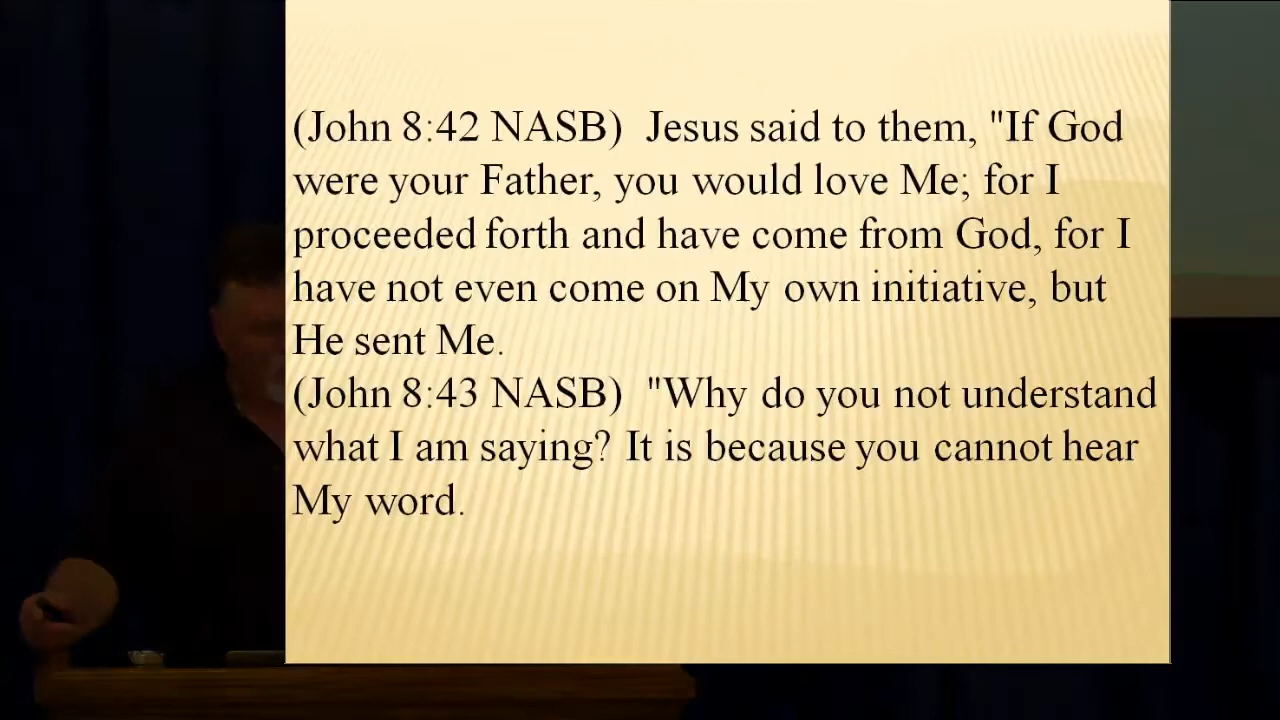 (John 8:42 NASB)  Jesus said to them, "If God
were your Father, you would love Me; for I
proceeded forth and have come from God, for I
have not even come on My own initiative, but
He sent Me.
(John 8:43 NASB)  "Why do you not understand
what I am saying? It is because you cannot hear
My word.